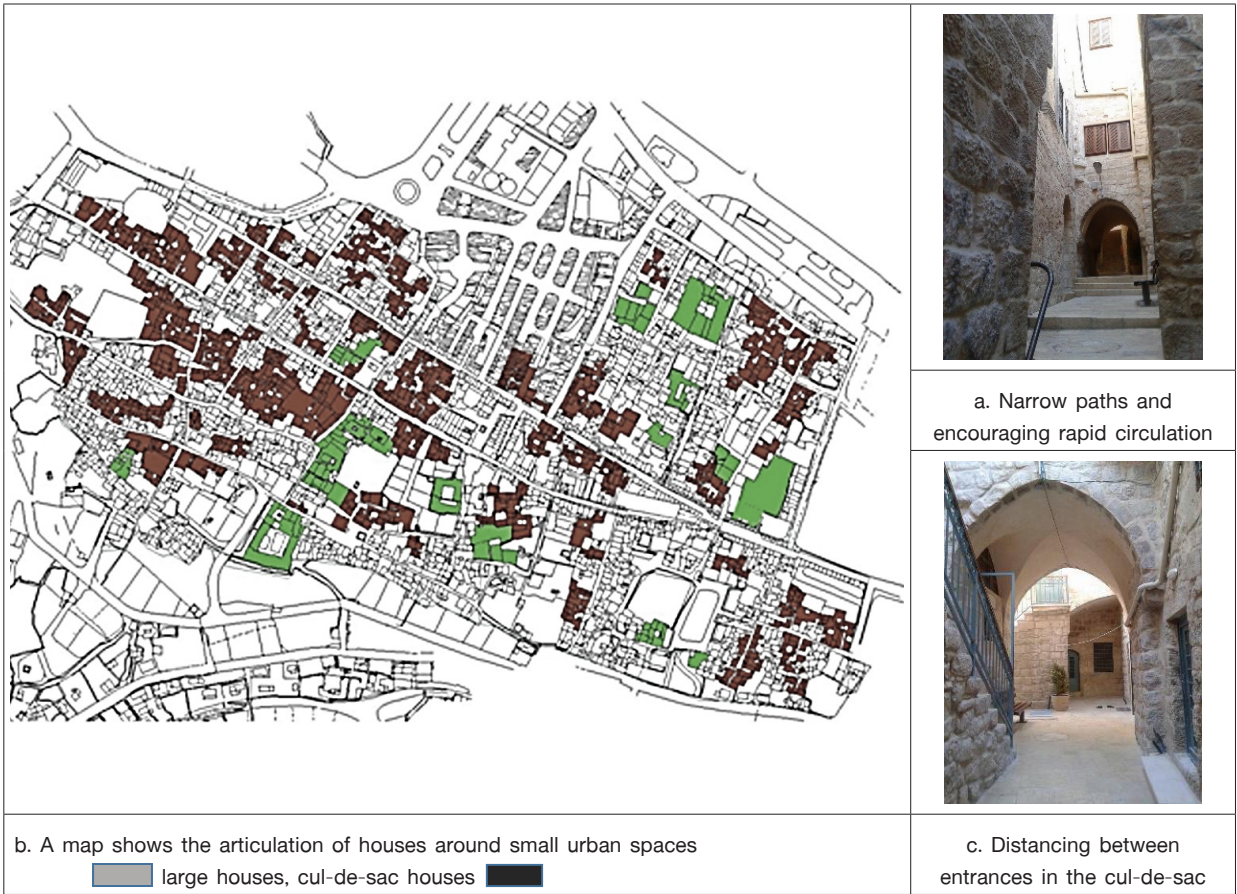 a. Narrow paths and
encouraging rapid circulation
b. A map shows the articulation of houses around small urban spaces
large houses, cul-de-sac houses
c. Distancing between
entrances in the cul-de-sac